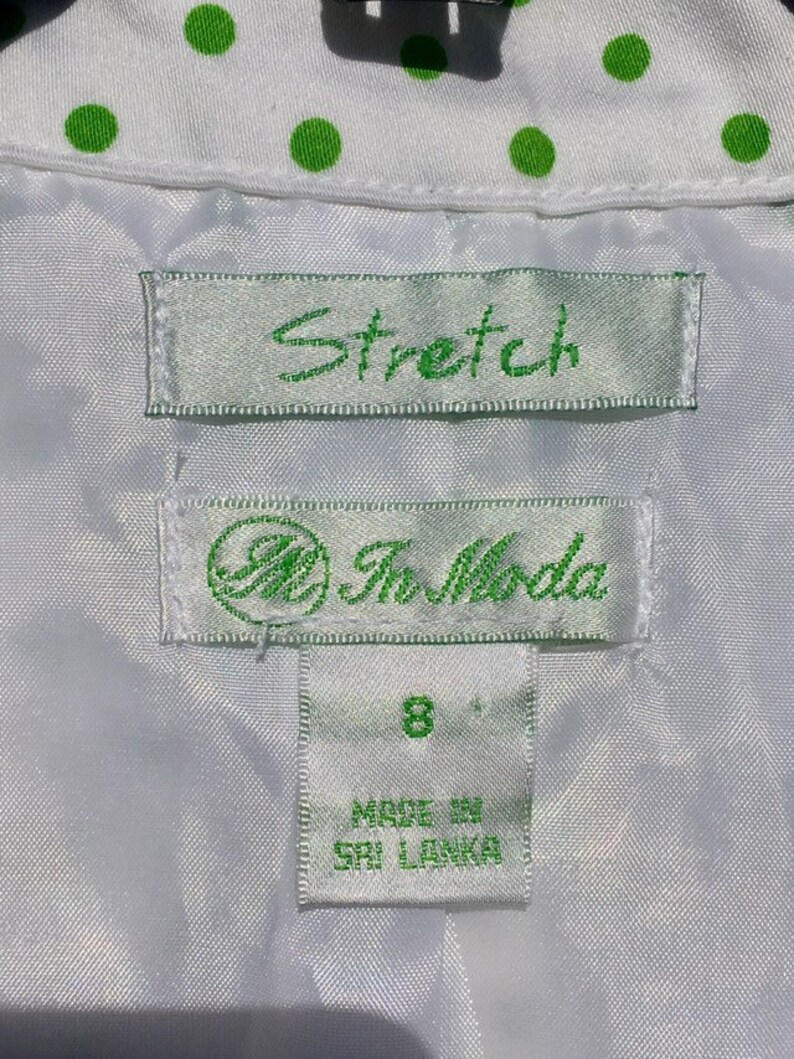 Stretch
IM In Moda
8
MADE IN
SRI LANKA